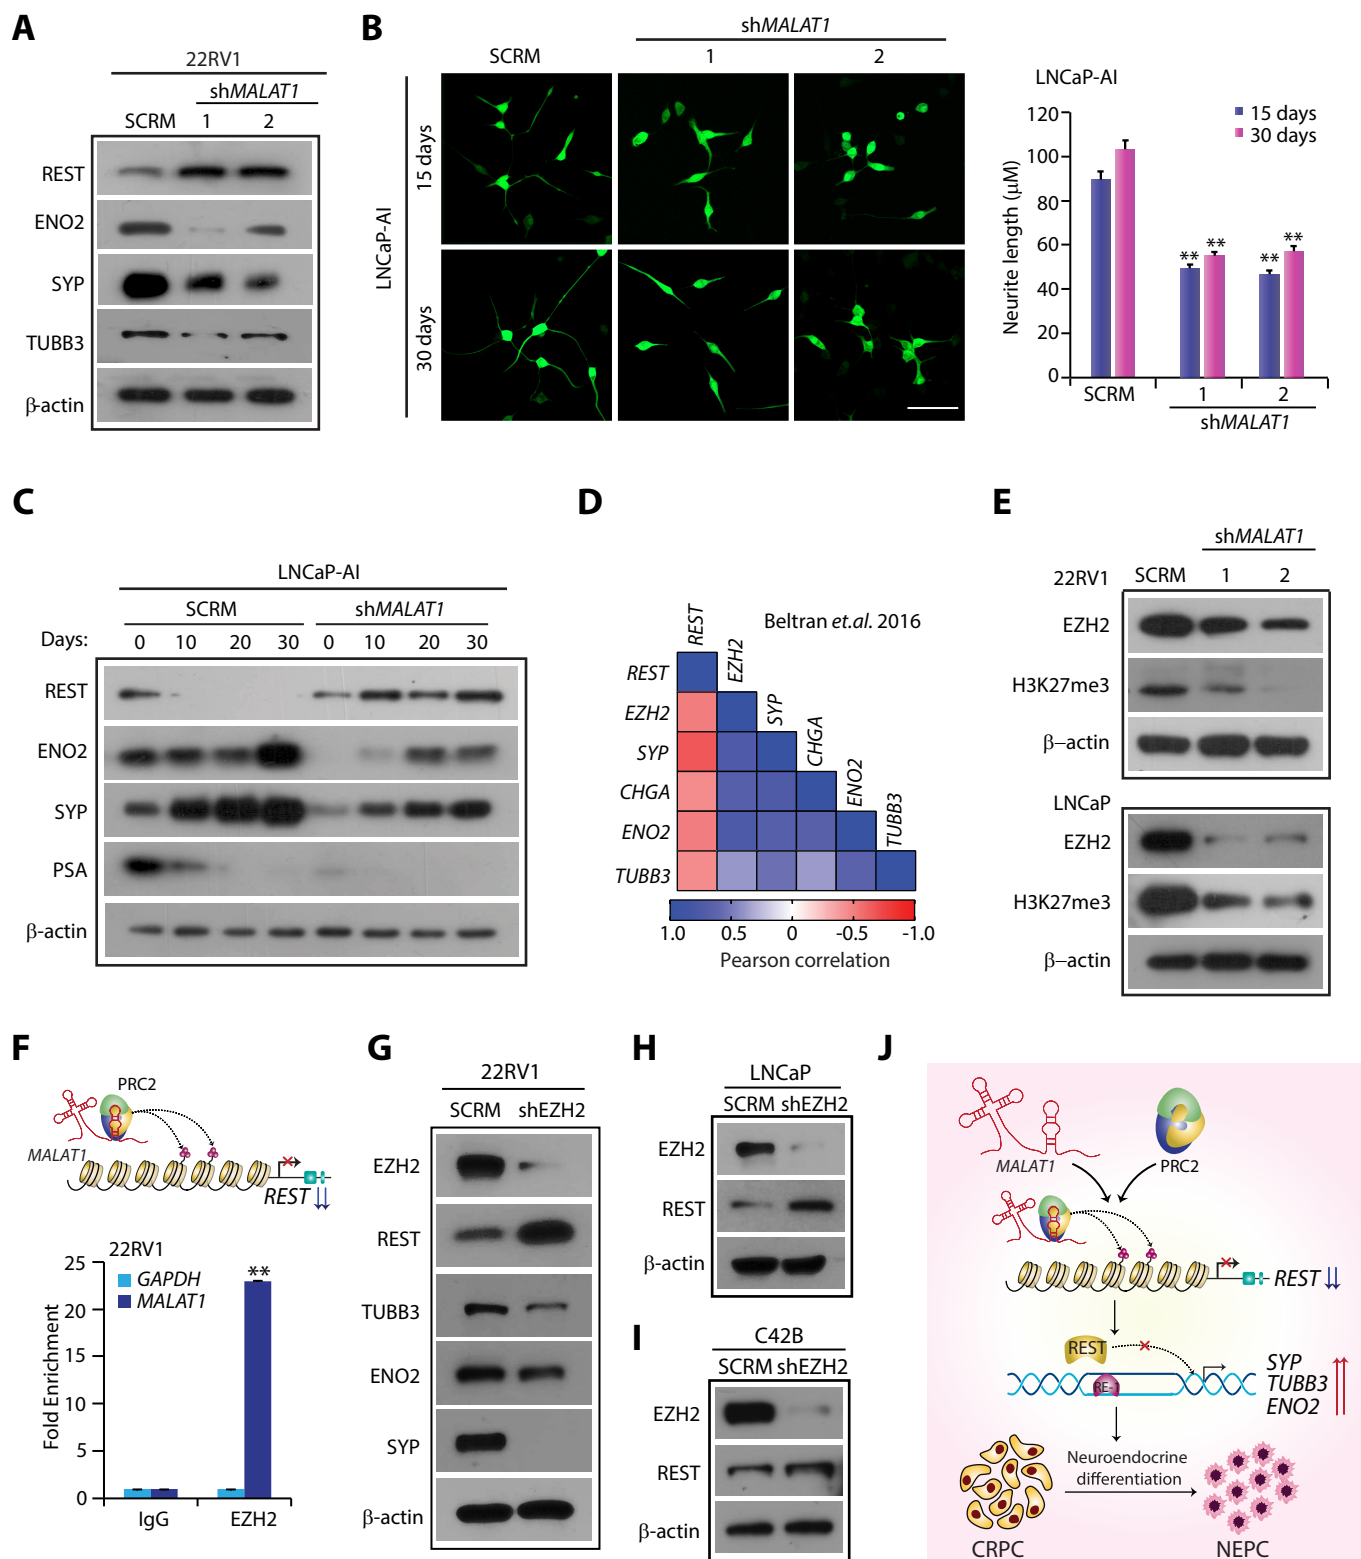 A
22RV1
shMALAT1
SCRM 1 2
REST
ENO2
SYP
TUBB3
β-actin
B
shMALAT1
SCRM 1 2
LNCaP-AI
15 days
30 days
LNCaP-AI
15 days
30 days
Neurite length (μM)
120
100
80
60
40
20
0
** ** ** **
SCRM 1 2
shMALAT1
C
LNCaP-AI
SCRM shMALAT1
Days: 0 10 20 30 0 10 20 30
REST
ENO2
SYP
PSA
β-actin
D
Beltran et.al. 2016
REST
EZH2
SYP
CHGA
ENO2
TUBB3
REST
EZH2
SYP
CHGA
ENO2
TUBB3
1.0 0.5 0 -0.5 -1.0
Pearson correlation
E
shMALAT1
22RV1 SCRM 1 2
EZH2
H3K27me3
β–actin
LNCaP
EZH2
H3K27me3
β–actin
F
PRC2
MALAT1
REST
22RV1
GAPDH
MALAT1
Fold Enrichment
25
20
15
10
5
0
**
IgG EZH2
G
22RV1
SCRM shEZH2
EZH2
REST
TUBB3
ENO2
SYP
β-actin
H
LNCaP
SCRM shEZH2
EZH2
REST
β-actin
I
C42B
SCRM shEZH2
EZH2
REST
β-actin
J
MALAT1
PRC2
REST
REST
RE-1
SYP
TUBB3
ENO2
Neuroendocrine
differentiation
CRPC
NEPC